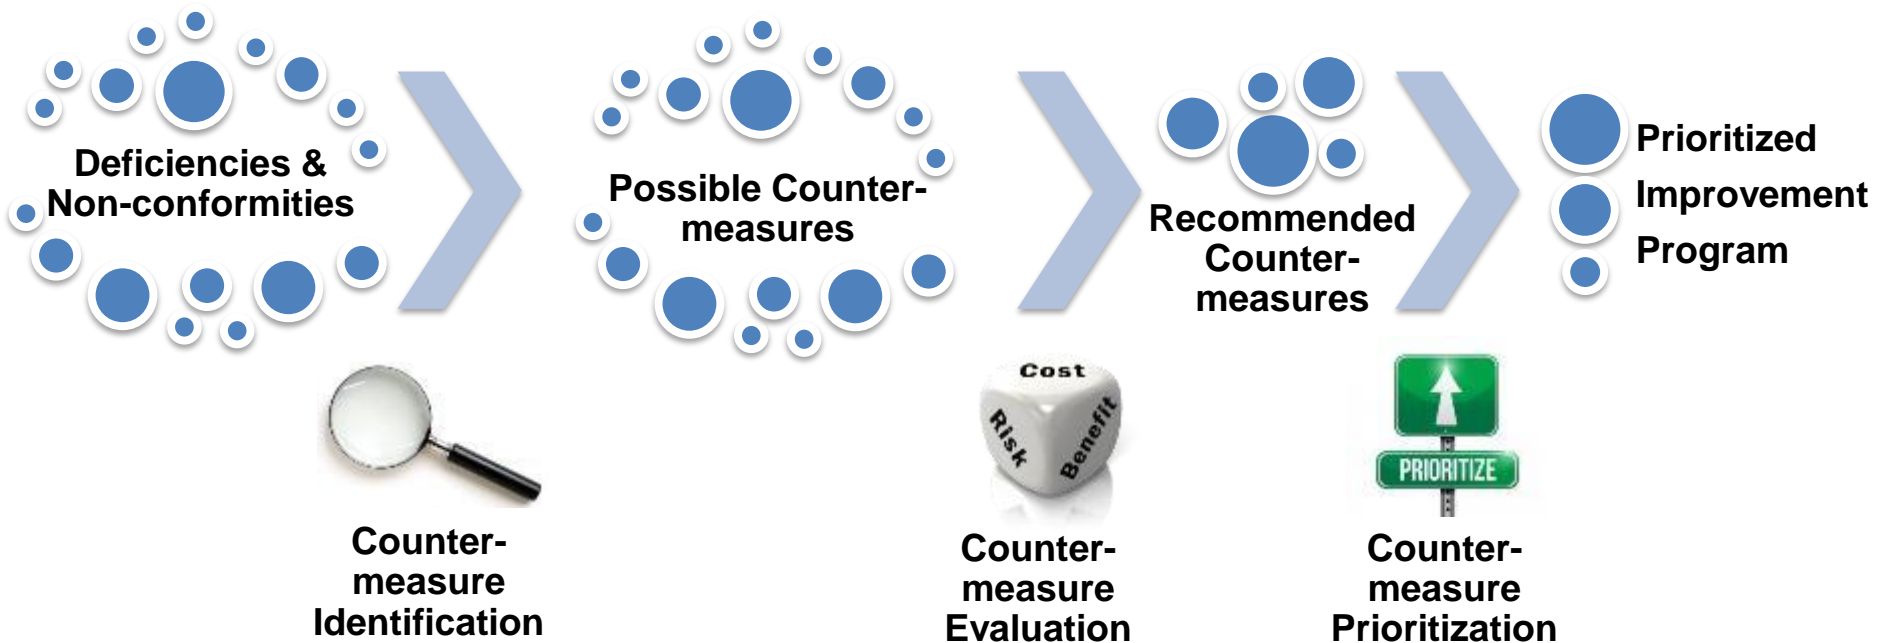 Deficiencies &
Non-conformities
Possible Counter-
measures
Recommended
Counter-
measures
Prioritized
Improvement
Program
Cost
Risk
Benefit
PRIORITIZE
Counter-
measure
Identification
Counter-
measure
Evaluation
Counter-
measure
Prioritization